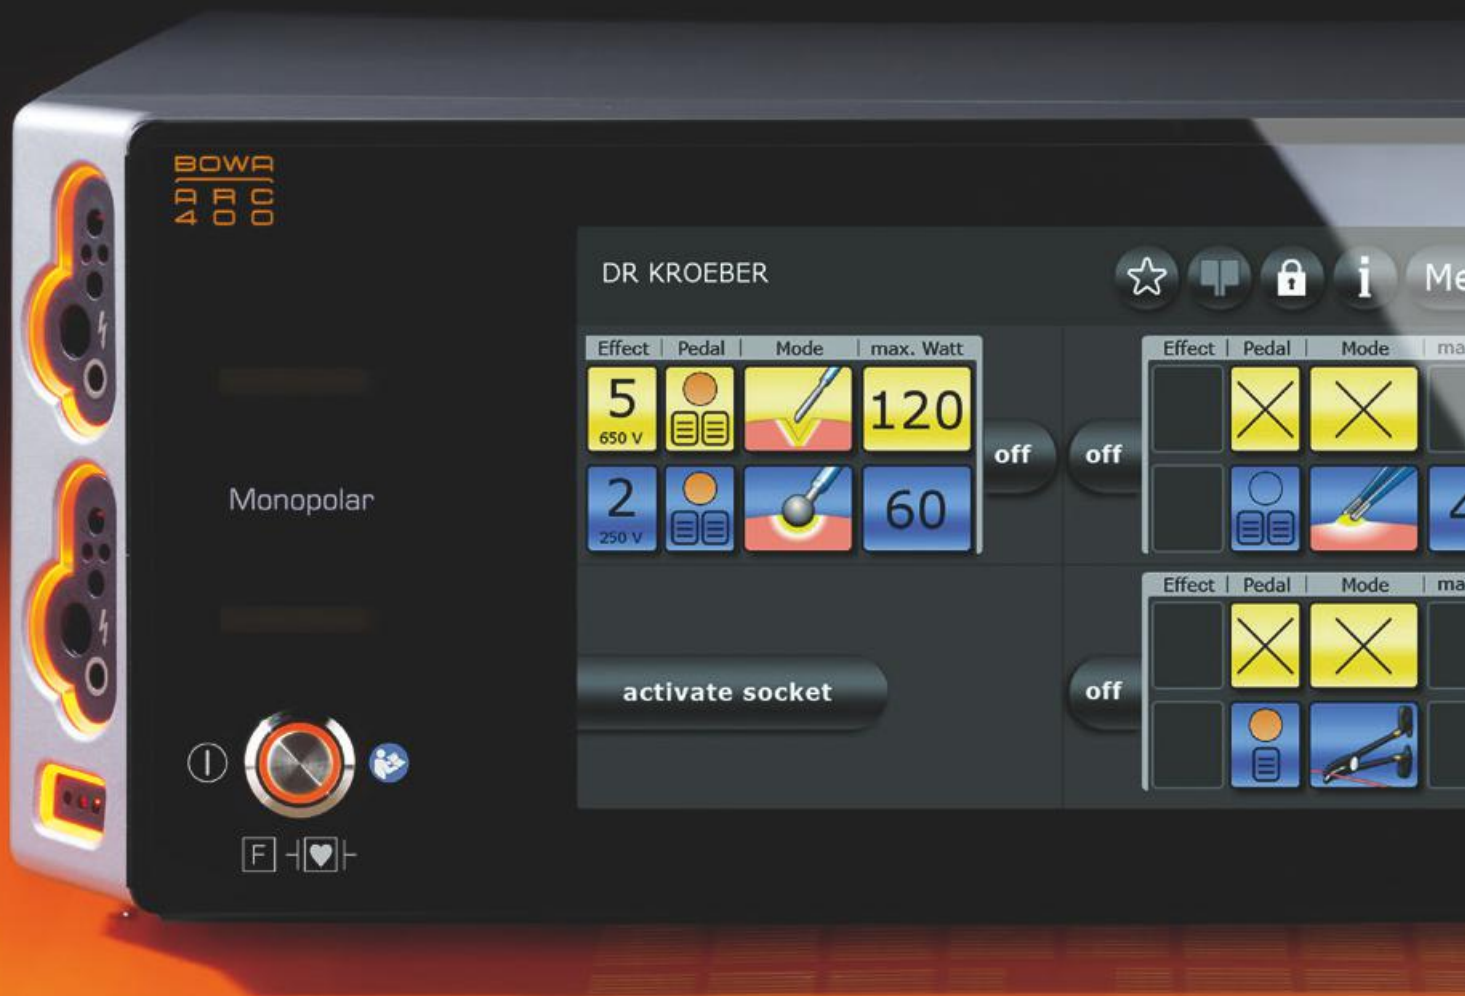 BOWA
ARC
400
DR KROEBER
i
Effect Pedal Mode max. Watt
5
650 V
120
2
250 V
60
off
off
Effect Pedal Mode
Monopolar
Effect Pedal Mode
activate socket
off
F